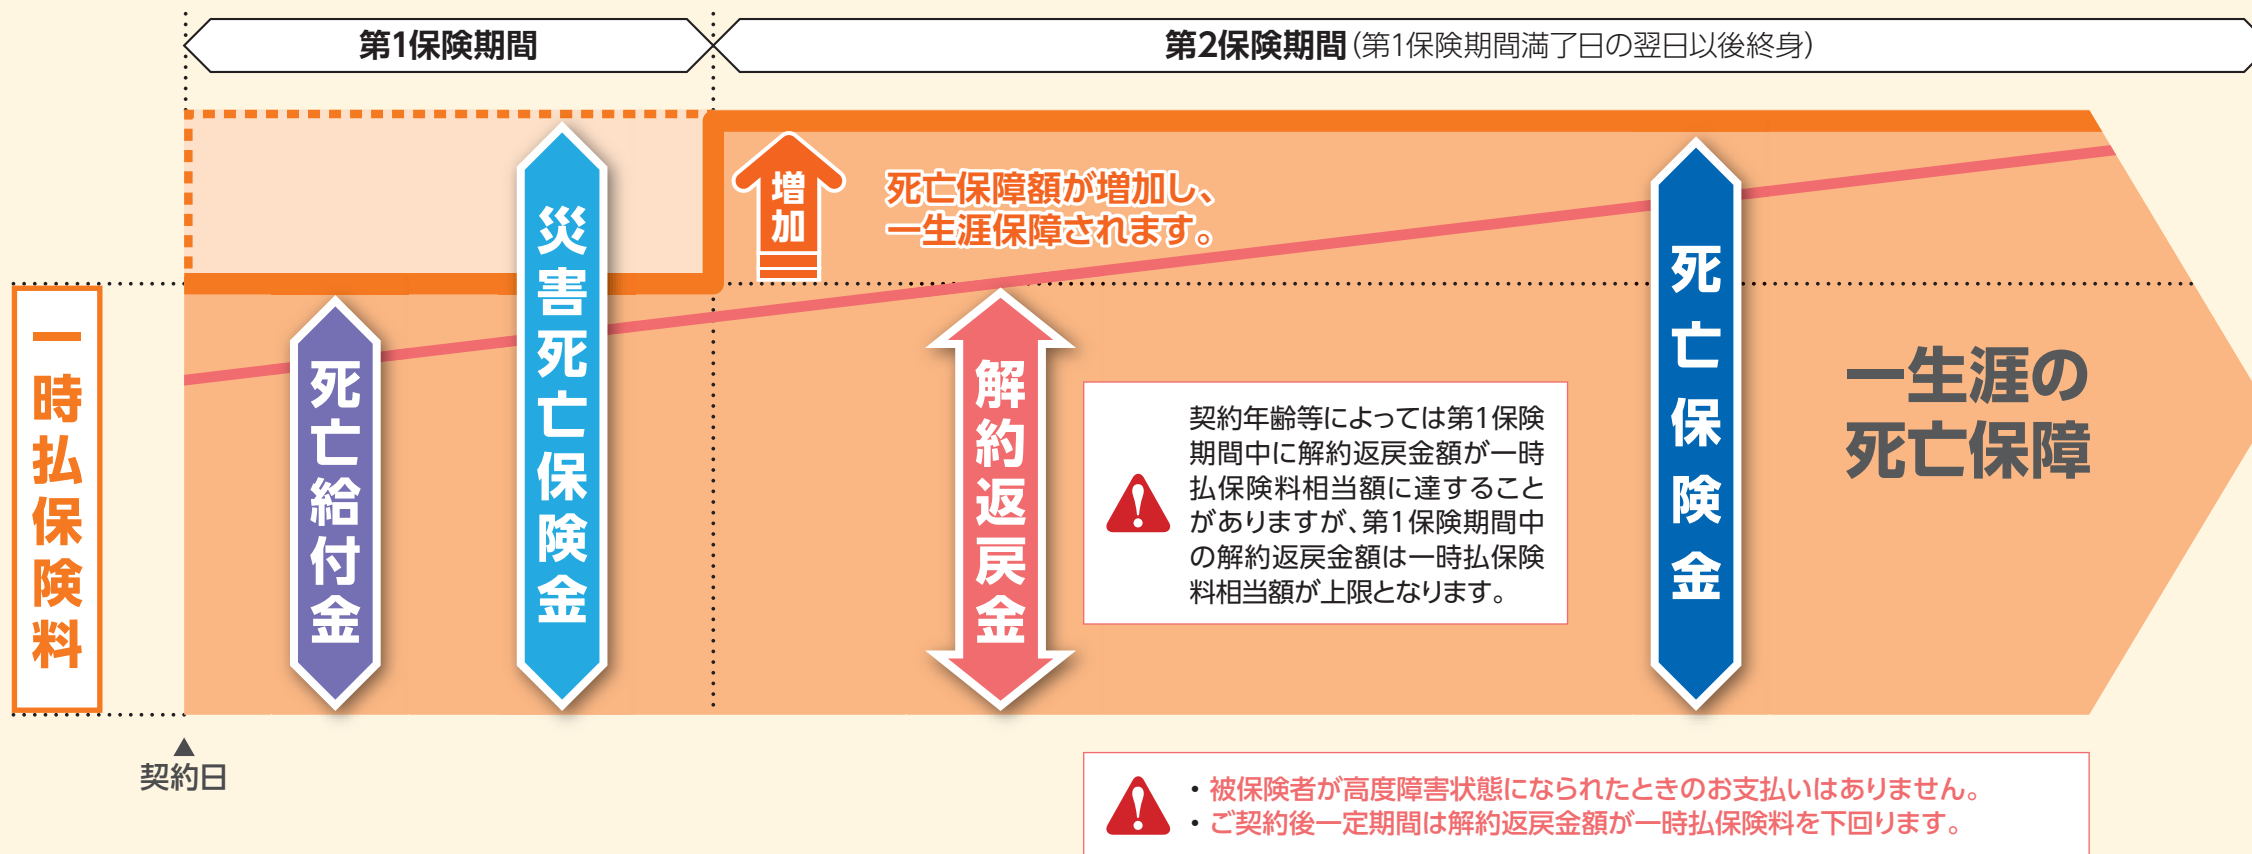 第1保険期間
第2保険期間(第1保険期間満了日の翌日以後終身)
増加
死亡保障額が増加し、
一生涯保障されます。
一時払保険料
死亡給付金
災害死亡保険金
解約返戻金
契約年齢等によっては第1保険
期間中に解約返戻金額が一時
払保険料相当額に達すること
がありますが、第1保険期間中
の解約返戻金額は一時払保険
料相当額が上限となります。
死亡保険金
一生涯の
死亡保障
契約日
・被保険者が高度障害状態になられたときのお支払いはありません。
・ご契約後一定期間は解約返戻金額が一時払保険料を下回ります。